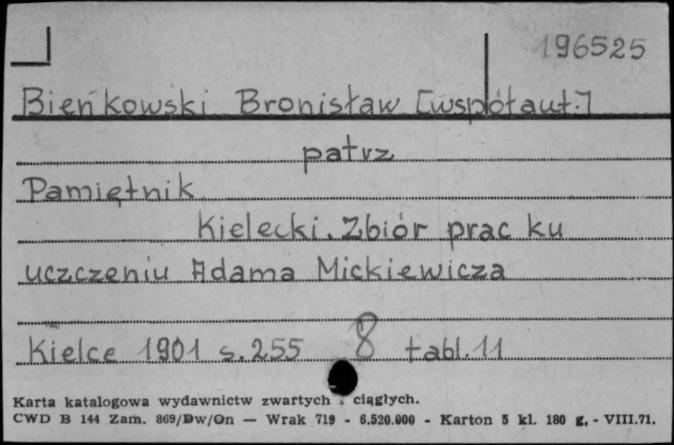 196525
Bieńkowski Bronisław [współaut.]
patrz
Pamiętnik
Kielecki. Zbiór prac ku
uczczeniu Adama Mickiewicza
Kielce 1901 s. 255 8 tabl. 11
Karta katalogowa wydawnictw zwartych i ciągłych.
CWD B 144 Zam. 869/Dw/On — Wrak 719 - 6.520.000 - Karton 5 kl. 180 g, - VIII.71.